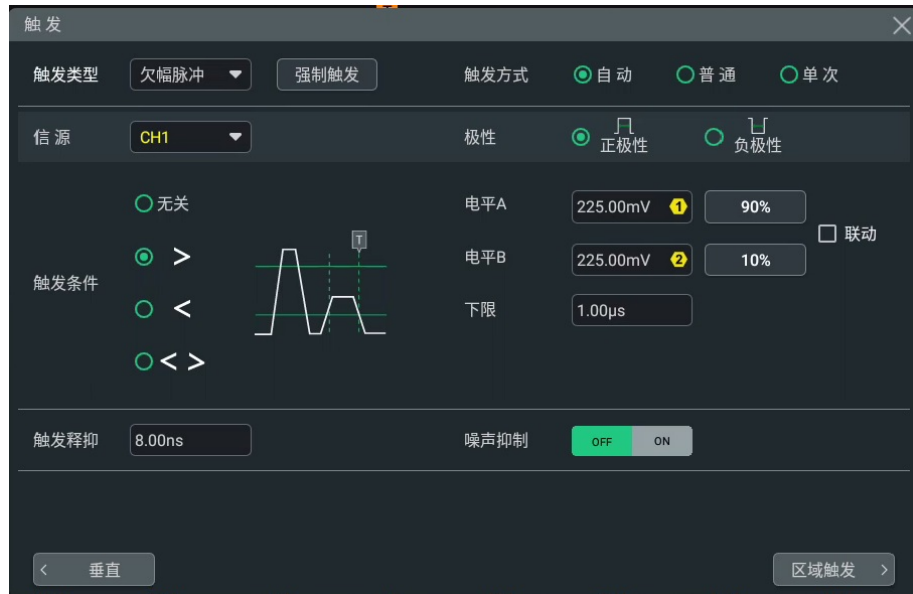 触发
触发类型 欠幅脉冲 强制触发 触发方式 自动 普通 单次
信源 CH1 极性 正极性 负极性
无关
电平A 225.00mV 1 90%
联动
触发条件 > T 电平B 225.00mV 2 10%
< 下限 1.00μs
< >
触发释抑 8.00ns 噪声抑制 OFF ON
< 垂直 区域触发 >